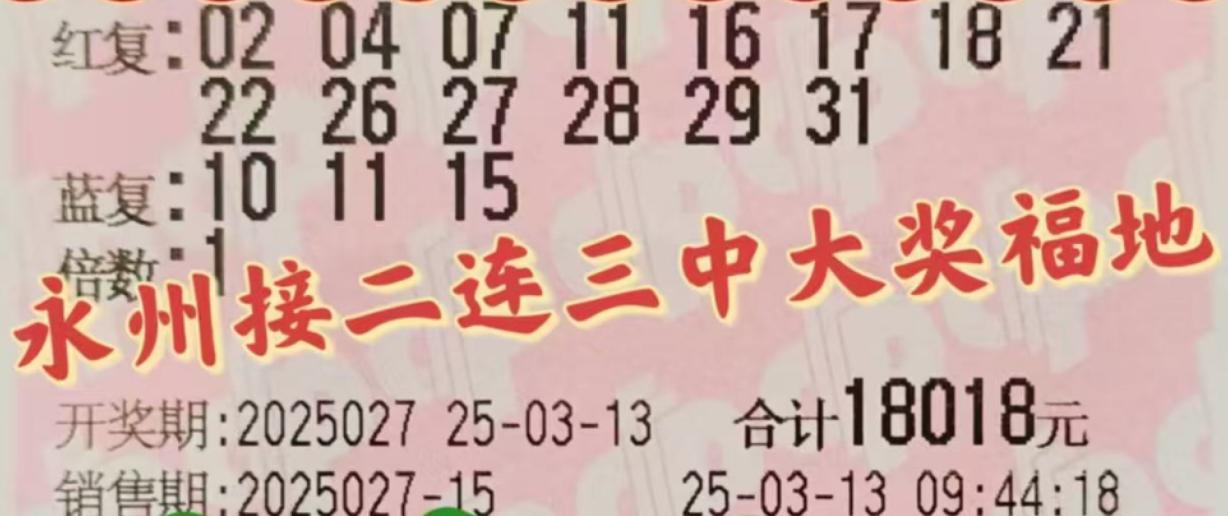 红复:02 04 07 11 16 17 18 21
22 26 27 28 29 31
蓝复:10 11 15
倍数:1
永州接二连三中大奖福地
开奖期:2025027 25-03-13 合计18018元
销售期:2025027-15 25-03-13 09:44:18